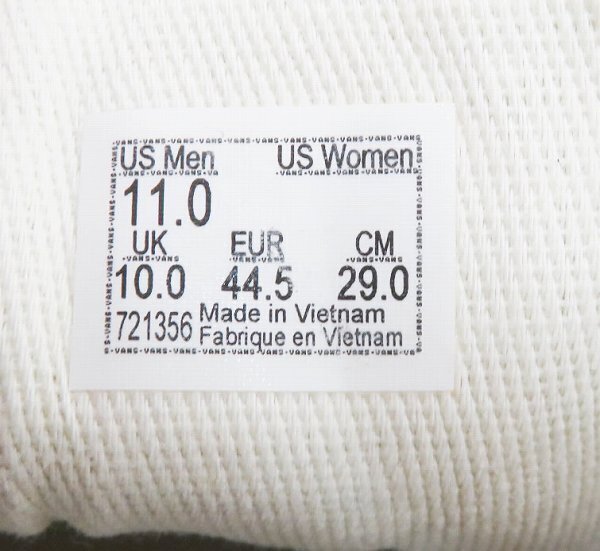 US Men US Women
11.0
UK EUR CM
10.0 44.5 29.0
721356 Made in Vietnam
Fabrique en Vietnam
VANS